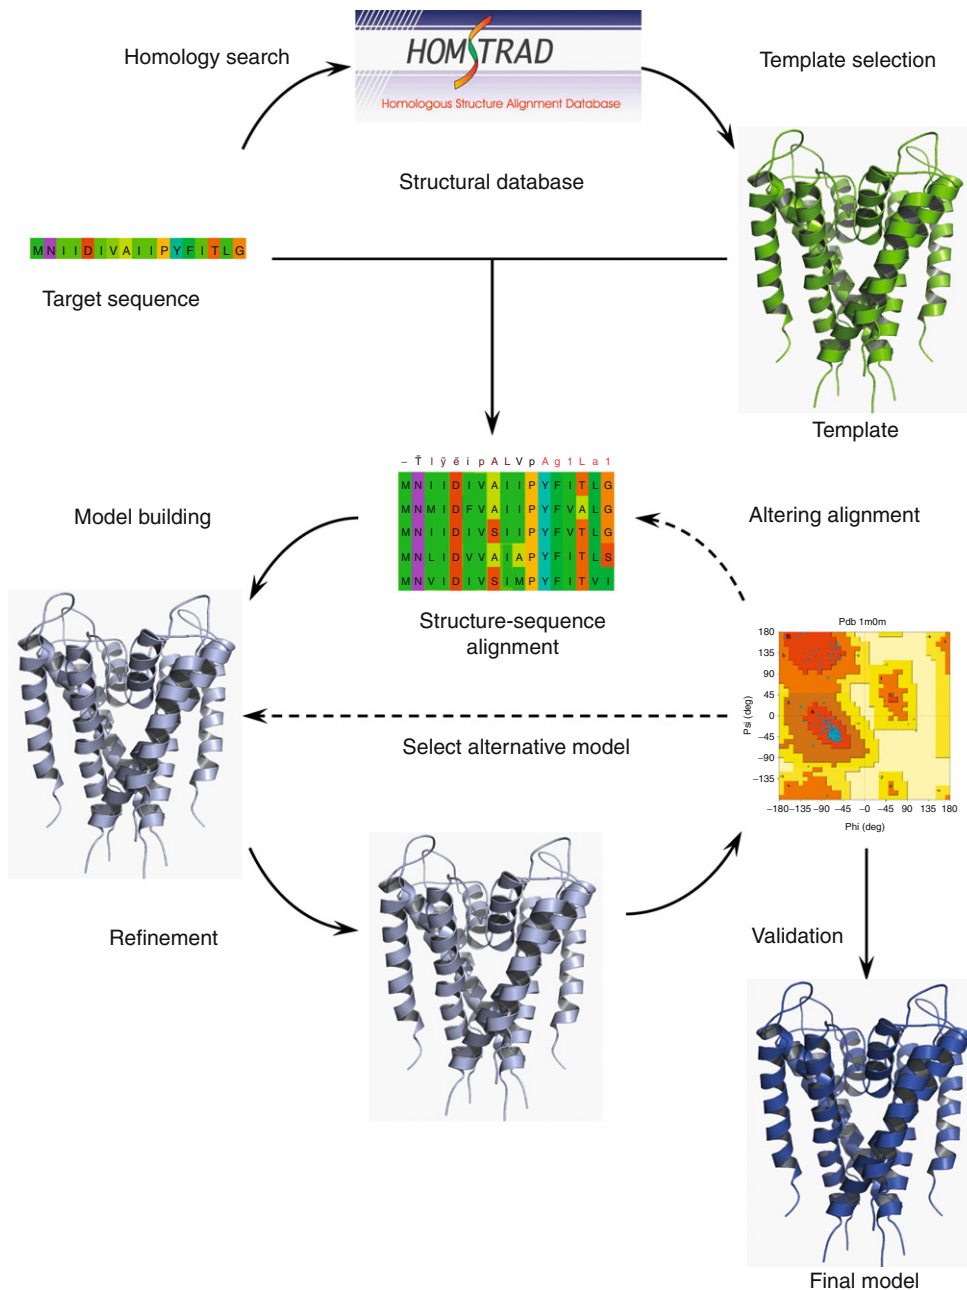 Homology search
HOMSTRAD
Homologous Structure Alignment Database
Template selection
Structural database
MNIIDIVAIIPYFITLG
Target sequence
Template
– T̄ I ỹ ẽ i p A L V p A g 1 L a 1
MNIIDIVAIIPYFITLG
MNMIDFVAIIPYFVALG
MNIIDIVSIIPYFVTLG
MNLIDVVAIAPYFITLS
MNVIDIVSIMPYFITVI
Structure-sequence
alignment
Model building
Altering alignment
Pdb 1m0m
180
135
90
45
0
–45
–90
–135
Psi (deg)
–180 –135 –90 –45 –0 –45 90 135 180
Phi (deg)
Select alternative model
Refinement
Validation
Final model